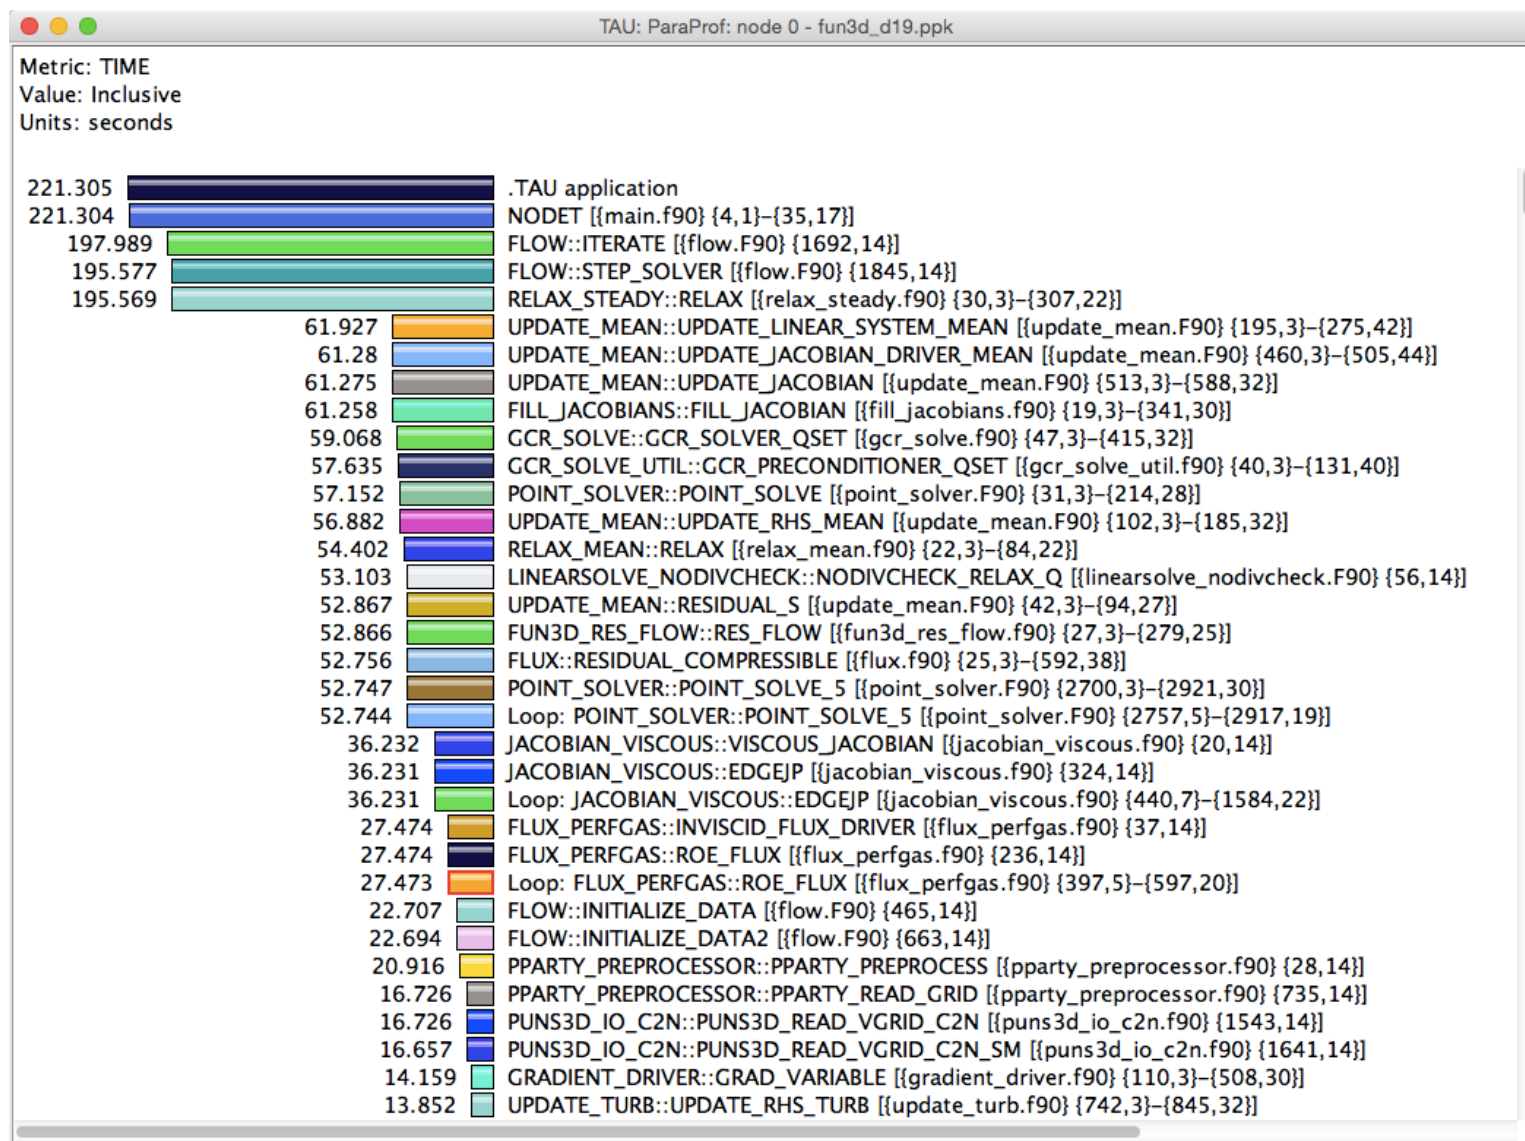 TAU: ParaProf: node 0 - fun3d_d19.ppk
Metric: TIME
Value: Inclusive
Units: seconds
221.305 .TAU application
221.304 NODET [{main.f90} {4,1}-{35,17}]
197.989 FLOW::ITERATE [{flow.F90} {1692,14}]
195.577 FLOW::STEP_SOLVER [{flow.F90} {1845,14}]
195.569 RELAX_STEADY::RELAX [{relax_steady.f90} {30,3}-{307,22}]
61.927 UPDATE_MEAN::UPDATE_LINEAR_SYSTEM_MEAN [{update_mean.F90} {195,3}-{275,42}]
61.28 UPDATE_MEAN::UPDATE_JACOBIAN_DRIVER_MEAN [{update_mean.F90} {460,3}-{505,44}]
61.275 UPDATE_MEAN::UPDATE_JACOBIAN [{update_mean.F90} {513,3}-{588,32}]
61.258 FILL_JACOBIANS::FILL_JACOBIAN [{fill_jacobians.f90} {19,3}-{341,30}]
59.068 GCR_SOLVE::GCR_SOLVER_QSET [{gcr_solve.f90} {47,3}-{415,32}]
57.635 GCR_SOLVE_UTIL::GCR_PRECONDITIONER_QSET [{gcr_solve_util.f90} {40,3}-{131,40}]
57.152 POINT_SOLVER::POINT_SOLVE [{point_solver.F90} {31,3}-{214,28}]
56.882 UPDATE_MEAN::UPDATE_RHS_MEAN [{update_mean.F90} {102,3}-{185,32}]
54.402 RELAX_MEAN::RELAX [{relax_mean.f90} {22,3}-{84,22}]
53.103 LINEARSOLVE_NODIVCHECK::NODIVCHECK_RELAX_Q [{linearsolve_nodivcheck.F90} {56,14}]
52.867 UPDATE_MEAN::RESIDUAL_S [{update_mean.F90} {42,3}-{94,27}]
52.866 FUN3D_RES_FLOW::RES_FLOW [{fun3d_res_flow.f90} {27,3}-{279,25}]
52.756 FLUX::RESIDUAL_COMPRESSIBLE [{flux.f90} {25,3}-{592,38}]
52.747 POINT_SOLVER::POINT_SOLVE_5 [{point_solver.F90} {2700,3}-{2921,30}]
52.744 Loop: POINT_SOLVER::POINT_SOLVE_5 [{point_solver.F90} {2757,5}-{2917,19}]
36.232 JACOBIAN_VISCOUS::VISCOUS_JACOBIAN [{jacobian_viscous.f90} {20,14}]
36.231 JACOBIAN_VISCOUS::EDGEJP [{jacobian_viscous.f90} {324,14}]
36.231 Loop: JACOBIAN_VISCOUS::EDGEJP [{jacobian_viscous.f90} {440,7}-{1584,22}]
27.474 FLUX_PERFGAS::INVISCID_FLUX_DRIVER [{flux_perfgas.f90} {37,14}]
27.474 FLUX_PERFGAS::ROE_FLUX [{flux_perfgas.f90} {236,14}]
27.473 Loop: FLUX_PERFGAS::ROE_FLUX [{flux_perfgas.f90} {397,5}-{597,20}]
22.707 FLOW::INITIALIZE_DATA [{flow.F90} {465,14}]
22.694 FLOW::INITIALIZE_DATA2 [{flow.F90} {663,14}]
20.916 PPARTY_PREPROCESSOR::PPARTY_PREPROCESS [{pparty_preprocessor.f90} {28,14}]
16.726 PPARTY_PREPROCESSOR::PPARTY_READ_GRID [{pparty_preprocessor.f90} {735,14}]
16.726 PUNS3D_IO_C2N::PUNS3D_READ_VGRID_C2N [{puns3d_io_c2n.f90} {1543,14}]
16.657 PUNS3D_IO_C2N::PUNS3D_READ_VGRID_C2N_SM [{puns3d_io_c2n.f90} {1641,14}]
14.159 GRADIENT_DRIVER::GRAD_VARIABLE [{gradient_driver.f90} {110,3}-{508,30}]
13.852 UPDATE_TURB::UPDATE_RHS_TURB [{update_turb.f90} {742,3}-{845,32}]